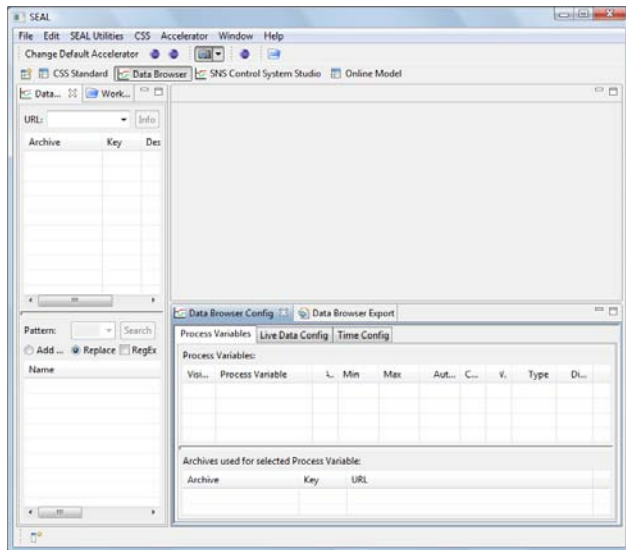 SEAL
File Edit SEAL Utilities CSS Accelerator Window Help
Change Default Accelerator
CSS Standard Data Browser SNS Control System Studio Online Model
Data... Work...
URL: Info
Archive Key Des
Pattern: Search
Add ... Replace RegEx
Name
Data Browser Config Data Browser Export
Process Variables Live Data Config Time Config
Process Variables:
Visi... Process Variable Min Max Aut... C... Type Di...
Archives used for selected Process Variable:
Archive Key URL